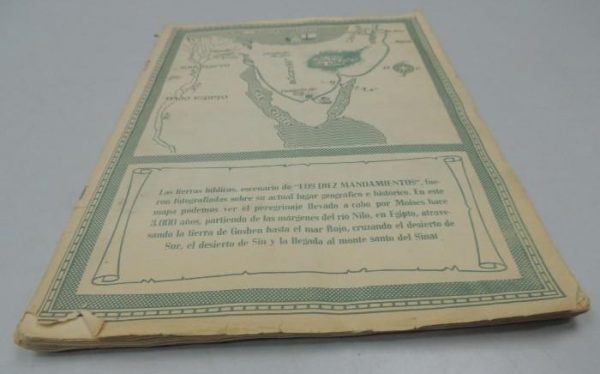 BAJO EGIPTO
Las tierras bíblicas, escenario de "LOS DIEZ MANDAMIENTOS", fue-
ron fotografiadas sobre su actual lugar geográfico e histórico. En este
mapa podemos ver el peregrinaje llevado a cabo por Moisés hace
3.000 años, partiendo de las márgenes del río Nilo, en Egipto, atrave-
sando la tierra de Goshen hasta el mar Rojo, cruzando el desierto de
Sur, el desierto de Sin y la llegada al monte santo del Sinaí